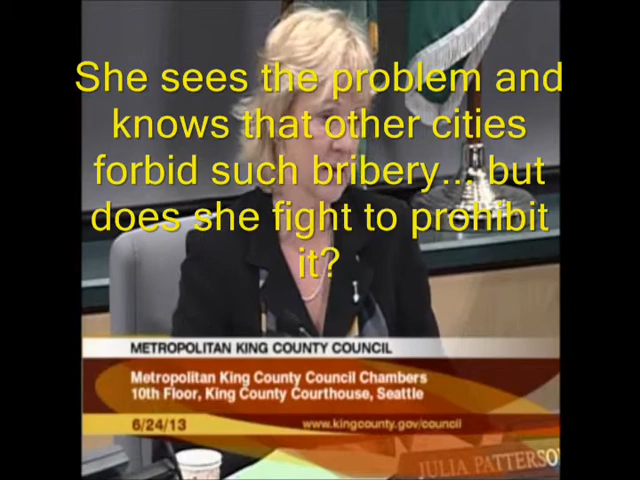 She sees the problem and
knows that other cities
forbid such bribery... but
does she fight to prohibit
it?
METROPOLITAN KING COUNTY COUNCIL
Metropolitan King County Council Chambers
10th Floor, King County Courthouse, Seattle
6/24/13
www.kingcounty.gov/council
JULIA PATTERSO